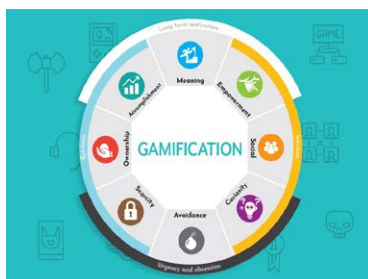 Long term motivation
Meaning
Accomplishment
Empowerment
Ownership
GAMIFICATION
Social
Scarcity
Curiosity
Avoidance
Urgency and obsession
GAME